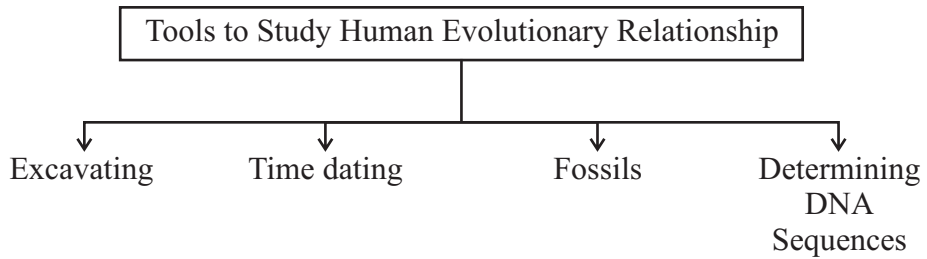 Tools to Study Human Evolutionary Relationship
Excavating
Time dating
Fossils
Determining
DNA
Sequences